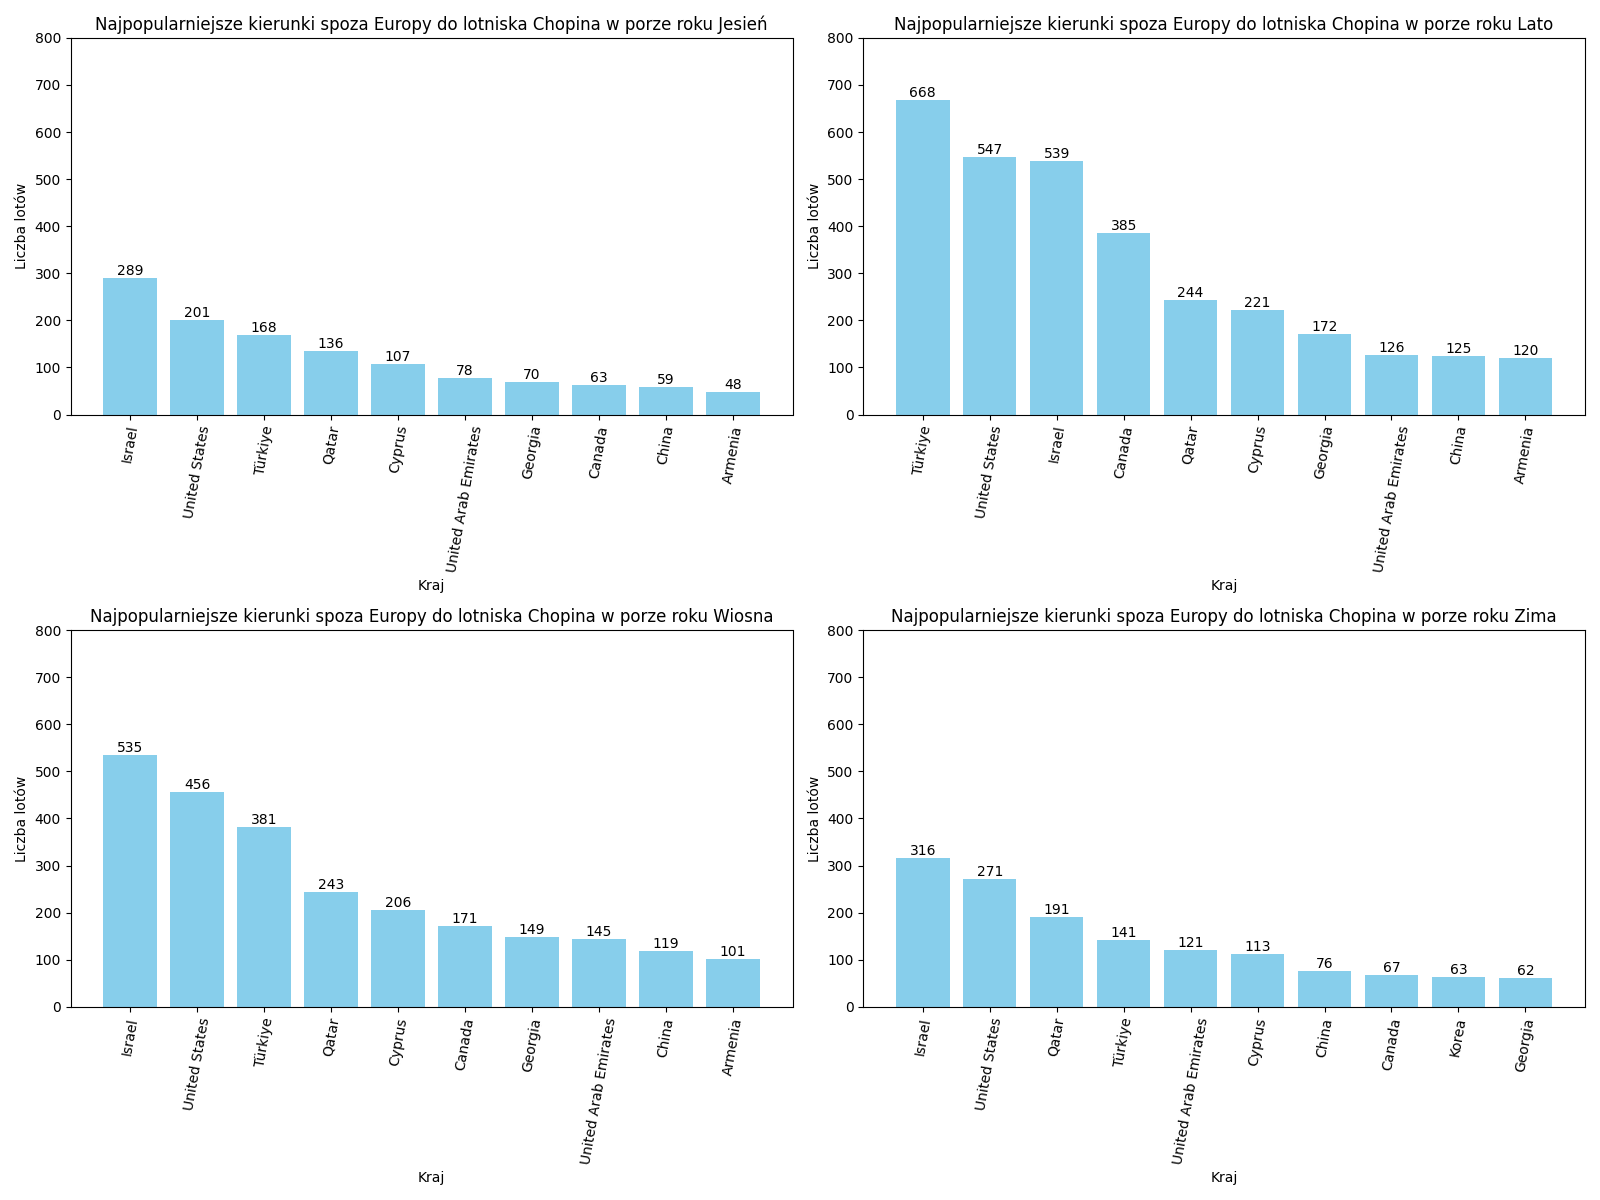 Najpopularniejsze kierunki spoza Europy do lotniska Chopina w porze roku Jesień
800
700
600
500
400
300
200
100
0
Liczba lotów
289
201
168
136
107
78
70
63
59
48
Israel
United States
Türkiye
Qatar
Cyprus
United Arab Emirates
Georgia
Canada
China
Armenia
Kraj
Najpopularniejsze kierunki spoza Europy do lotniska Chopina w porze roku Lato
800
700
600
500
400
300
200
100
0
Liczba lotów
668
547
539
385
244
221
172
126
125
120
Türkiye
United States
Israel
Canada
Qatar
Cyprus
Georgia
United Arab Emirates
China
Armenia
Kraj
Najpopularniejsze kierunki spoza Europy do lotniska Chopina w porze roku Wiosna
800
700
600
500
400
300
200
100
0
Liczba lotów
535
456
381
243
206
171
149
145
119
101
Israel
United States
Türkiye
Qatar
Cyprus
Canada
Georgia
United Arab Emirates
China
Armenia
Kraj
Najpopularniejsze kierunki spoza Europy do lotniska Chopina w porze roku Zima
800
700
600
500
400
300
200
100
0
Liczba lotów
316
271
191
141
121
113
76
67
63
62
Israel
United States
Qatar
Türkiye
United Arab Emirates
Cyprus
China
Canada
Korea
Georgia
Kraj